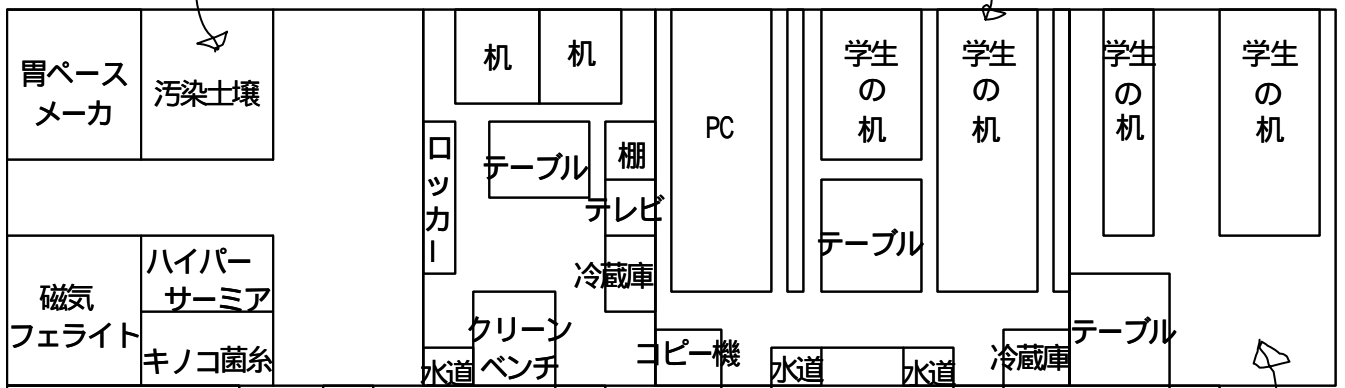 胃ペース
メーカ
汚染土壌
磁気
フェライト
ハイパー
サーミア
キノコ菌糸
机
机
ロッカー
テーブル
棚
テレビ
冷蔵庫
クリーン
ベンチ
水道
PC
コピー機
学生
の
机
テーブル
水道
水道
学生
の
机
冷蔵庫
学生
の
机
テーブル
学生
の
机